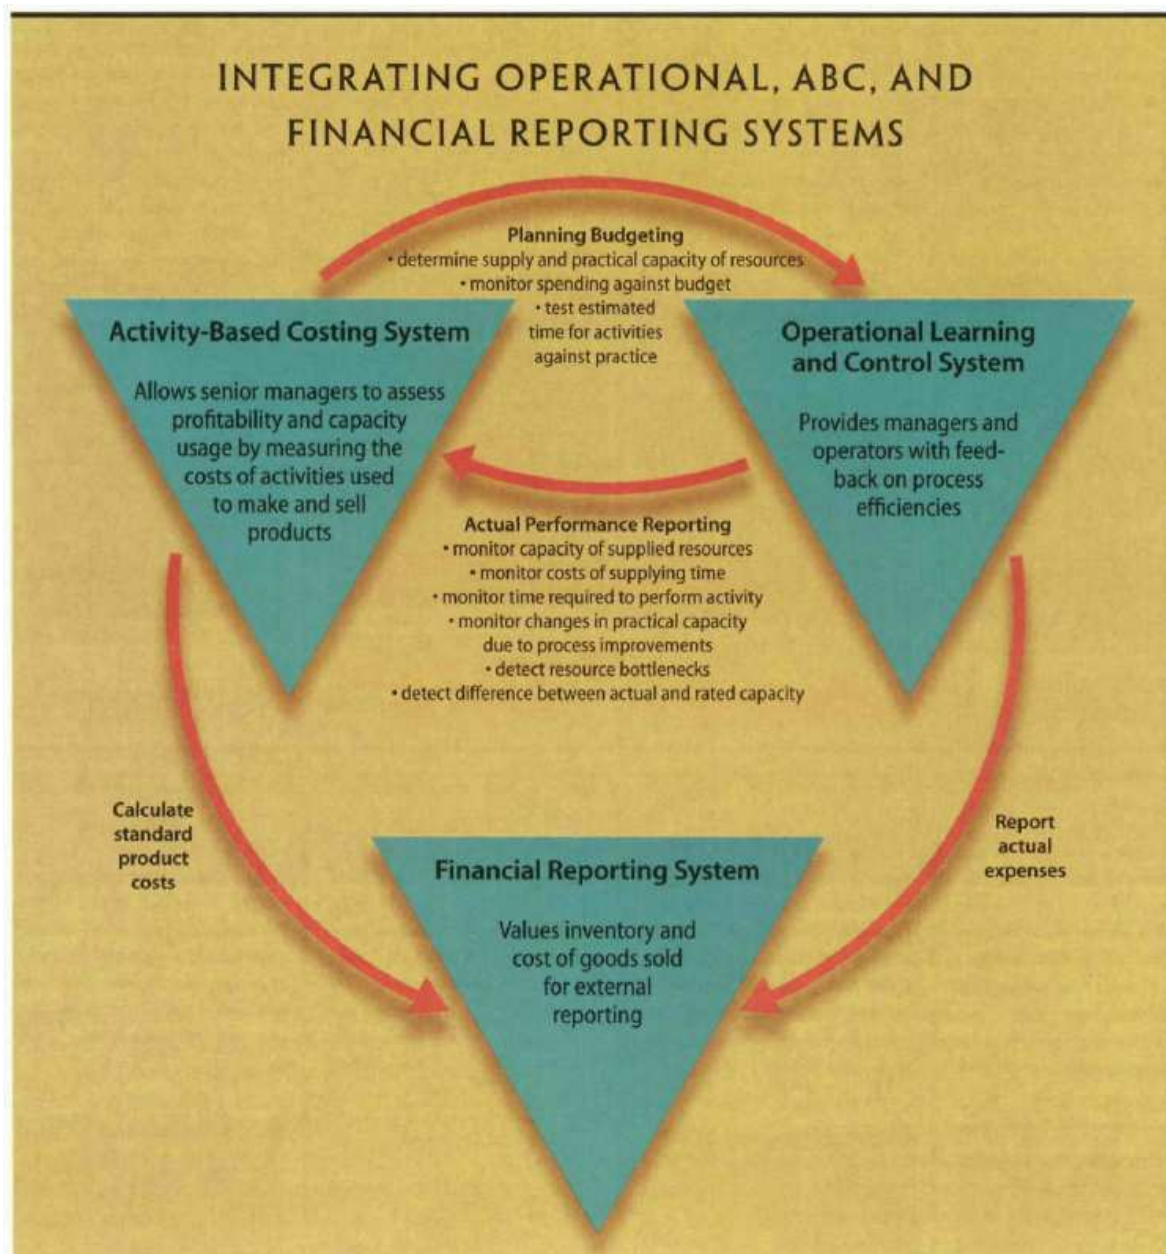 INTEGRATING OPERATIONAL, ABC, AND
FINANCIAL REPORTING SYSTEMS
Planning Budgeting
• determine supply and practical capacity of resources
• monitor spending against budget
• test estimated
time for activities
against practice
Activity-Based Costing System
Allows senior managers to assess
profitability and capacity
usage by measuring the
costs of activities used
to make and sell
products
Operational Learning
and Control System
Provides managers and
operators with feed-
back on process
efficiencies
Actual Performance Reporting
• monitor capacity of supplied resources
• monitor costs of supplying time
• monitor time required to perform activity
• monitor changes in practical capacity
due to process improvements
• detect resource bottlenecks
• detect difference between actual and rated capacity
Calculate
standard
product
costs
Report
actual
expenses
Financial Reporting System
Values inventory and
cost of goods sold
for external
reporting